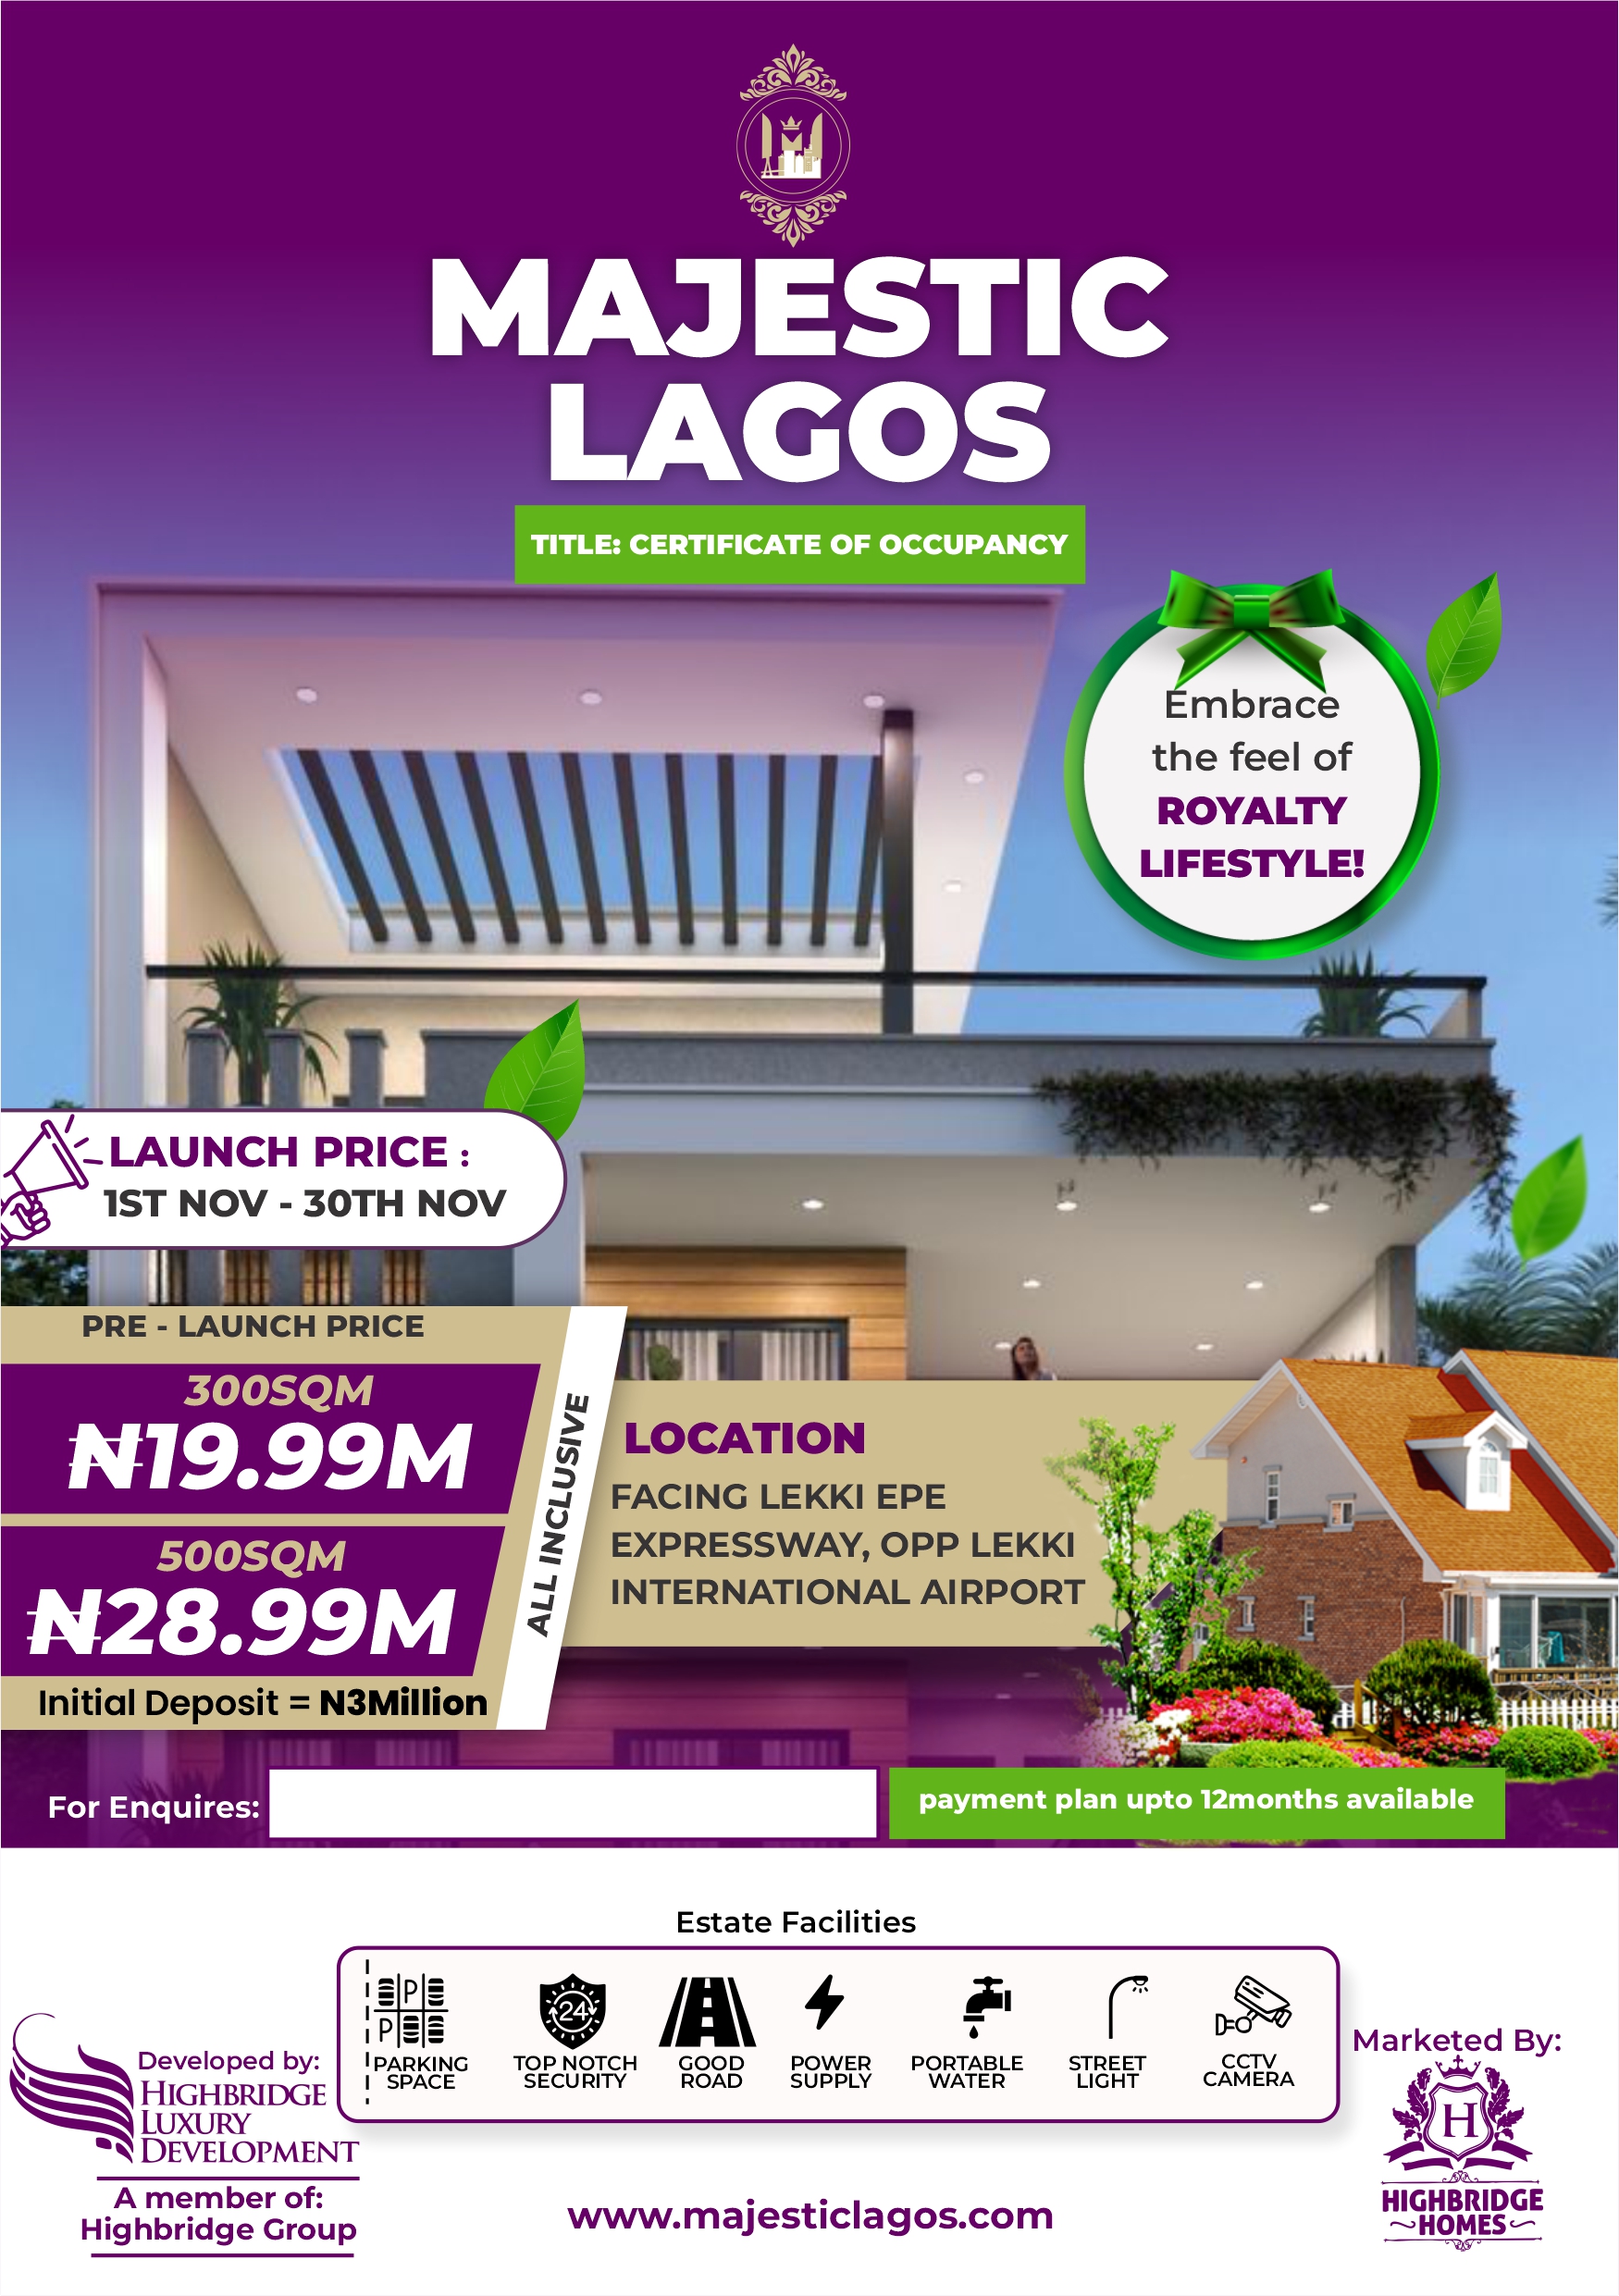 MAJESTIC
LAGOS
TITLE: CERTIFICATE OF OCCUPANCY
Embrace
the feel of
ROYALTY
LIFESTYLE!
LAUNCH PRICE :
1ST NOV - 30TH NOV
PRE - LAUNCH PRICE
300SQM
₦19.99M
500SQM
₦28.99M
Initial Deposit = N3Million
ALL INCLUSIVE
LOCATION
FACING LEKKI EPE
EXPRESSWAY, OPP LEKKI
INTERNATIONAL AIRPORT
For Enquires:
payment plan upto 12months available
Estate Facilities
P
P
PARKING
SPACE
24
TOP NOTCH
SECURITY
GOOD
ROAD
POWER
SUPPLY
PORTABLE
WATER
STREET
LIGHT
CCTV
CAMERA
Developed by:
HIGHBRIDGE
LUXURY
DEVELOPMENT
A member of:
Highbridge Group
www.majesticlagos.com
Marketed By:
H
HIGHBRIDGE
HOMES